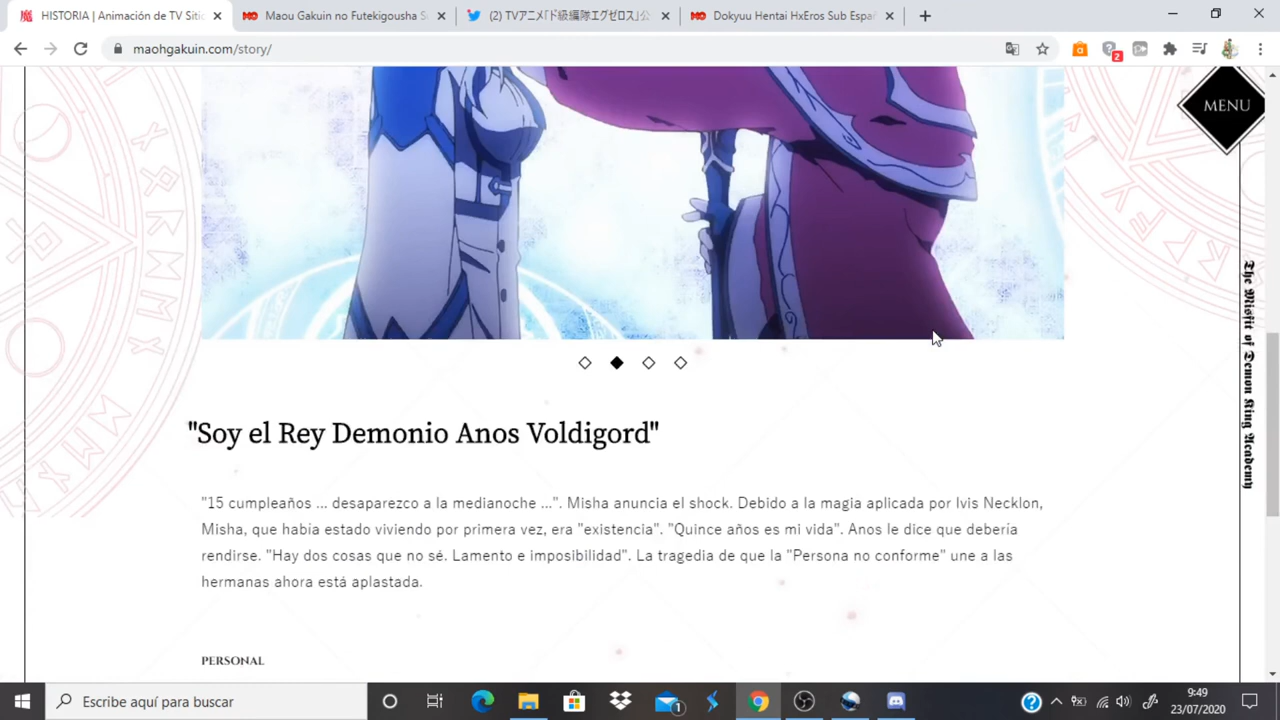 HISTORIA | Animación de TV Sitio
Maou Gakuin no Futekigousha S
(2) TVアニメ「ド級編隊エグゼロス」公
Dokyuu Hentai HxEros Sub Españ
maohgakuin.com/story/
2
MENU
The Misfit of Demon King Academy
"Soy el Rey Demonio Anos Voldigord"
"15 cumpleaños ... desaparezco a la medianoche ...". Misha anuncia el shock. Debido a la magia aplicada por Ivis Necklon,
Misha, que había estado viviendo por primera vez, era "existencia". "Quince años es mi vida". Anos le dice que debería
rendirse. "Hay dos cosas que no sé. Lamento e imposibilidad". La tragedia de que la "Persona no conforme" une a las
hermanas ahora está aplastada.
PERSONAL
Escribe aquí para buscar
1
9:49
23/07/2020